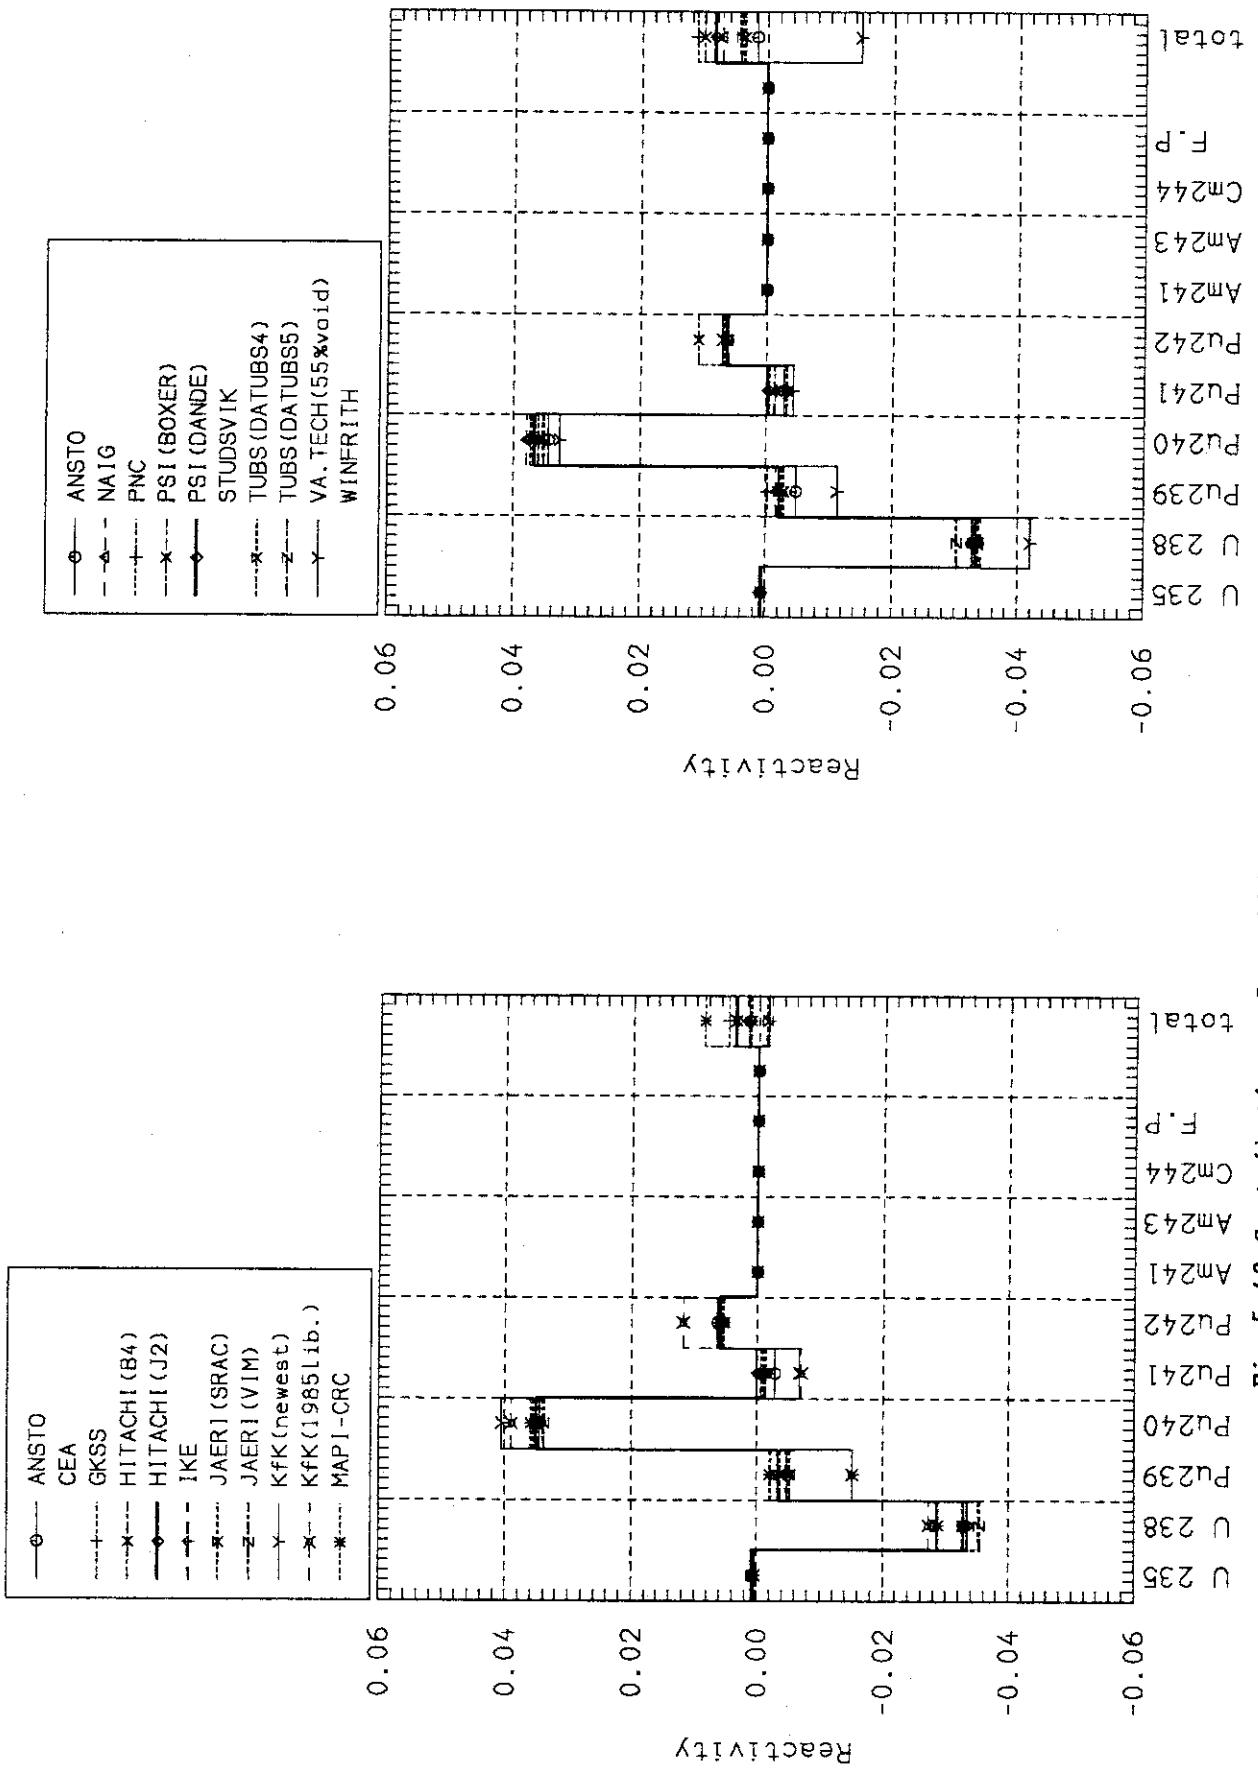 ANSTO
CEA
GKSS
HITACHI(B4)
HITACHI(J2)
IKE
JAERI(SRAC)
JAERI(VIM)
KfK(newest)
KfK(1985lib.)
MAPI-CRC
Reactivity
0.06
0.04
0.02
0.00
-0.02
-0.04
-0.06
U 235
U 238
Pu239
Pu240
Pu241
Pu242
Am241
Am243
Cm244
F.P
total
ANSTO
NAIG
PNC
PSI(BOXER)
PSI(DANDE)
STUDSVIK
TUBS(DATUBS4)
TUBS(DATUBS5)
VA.TECH(55%void)
WINFRITH
Reactivity
0.06
0.04
0.02
0.00
-0.02
-0.04
-0.06
U 235
U 238
Pu239
Pu240
Pu241
Pu242
Am241
Am243
Cm244
F.P
total